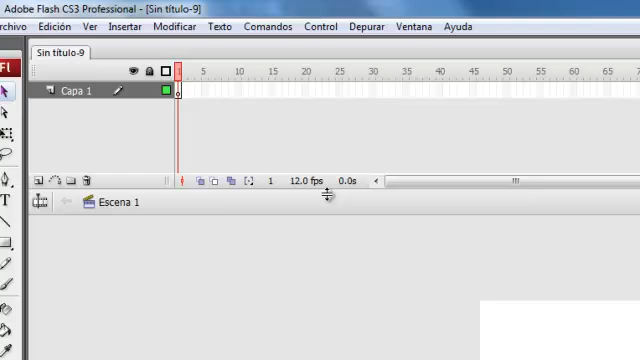 Adobe Flash CS3 Professional - [Sin título-9]
rchivo Edición Ver Insertar Modificar Texto Comandos Control Depurar Ventana Ayuda
Sin título-9
Fl
1 5 10 15 20 25 30 35 40 45 50 55 60 65 70
Capa 1
1 12.0 fps 0.0s
T
Escena 1